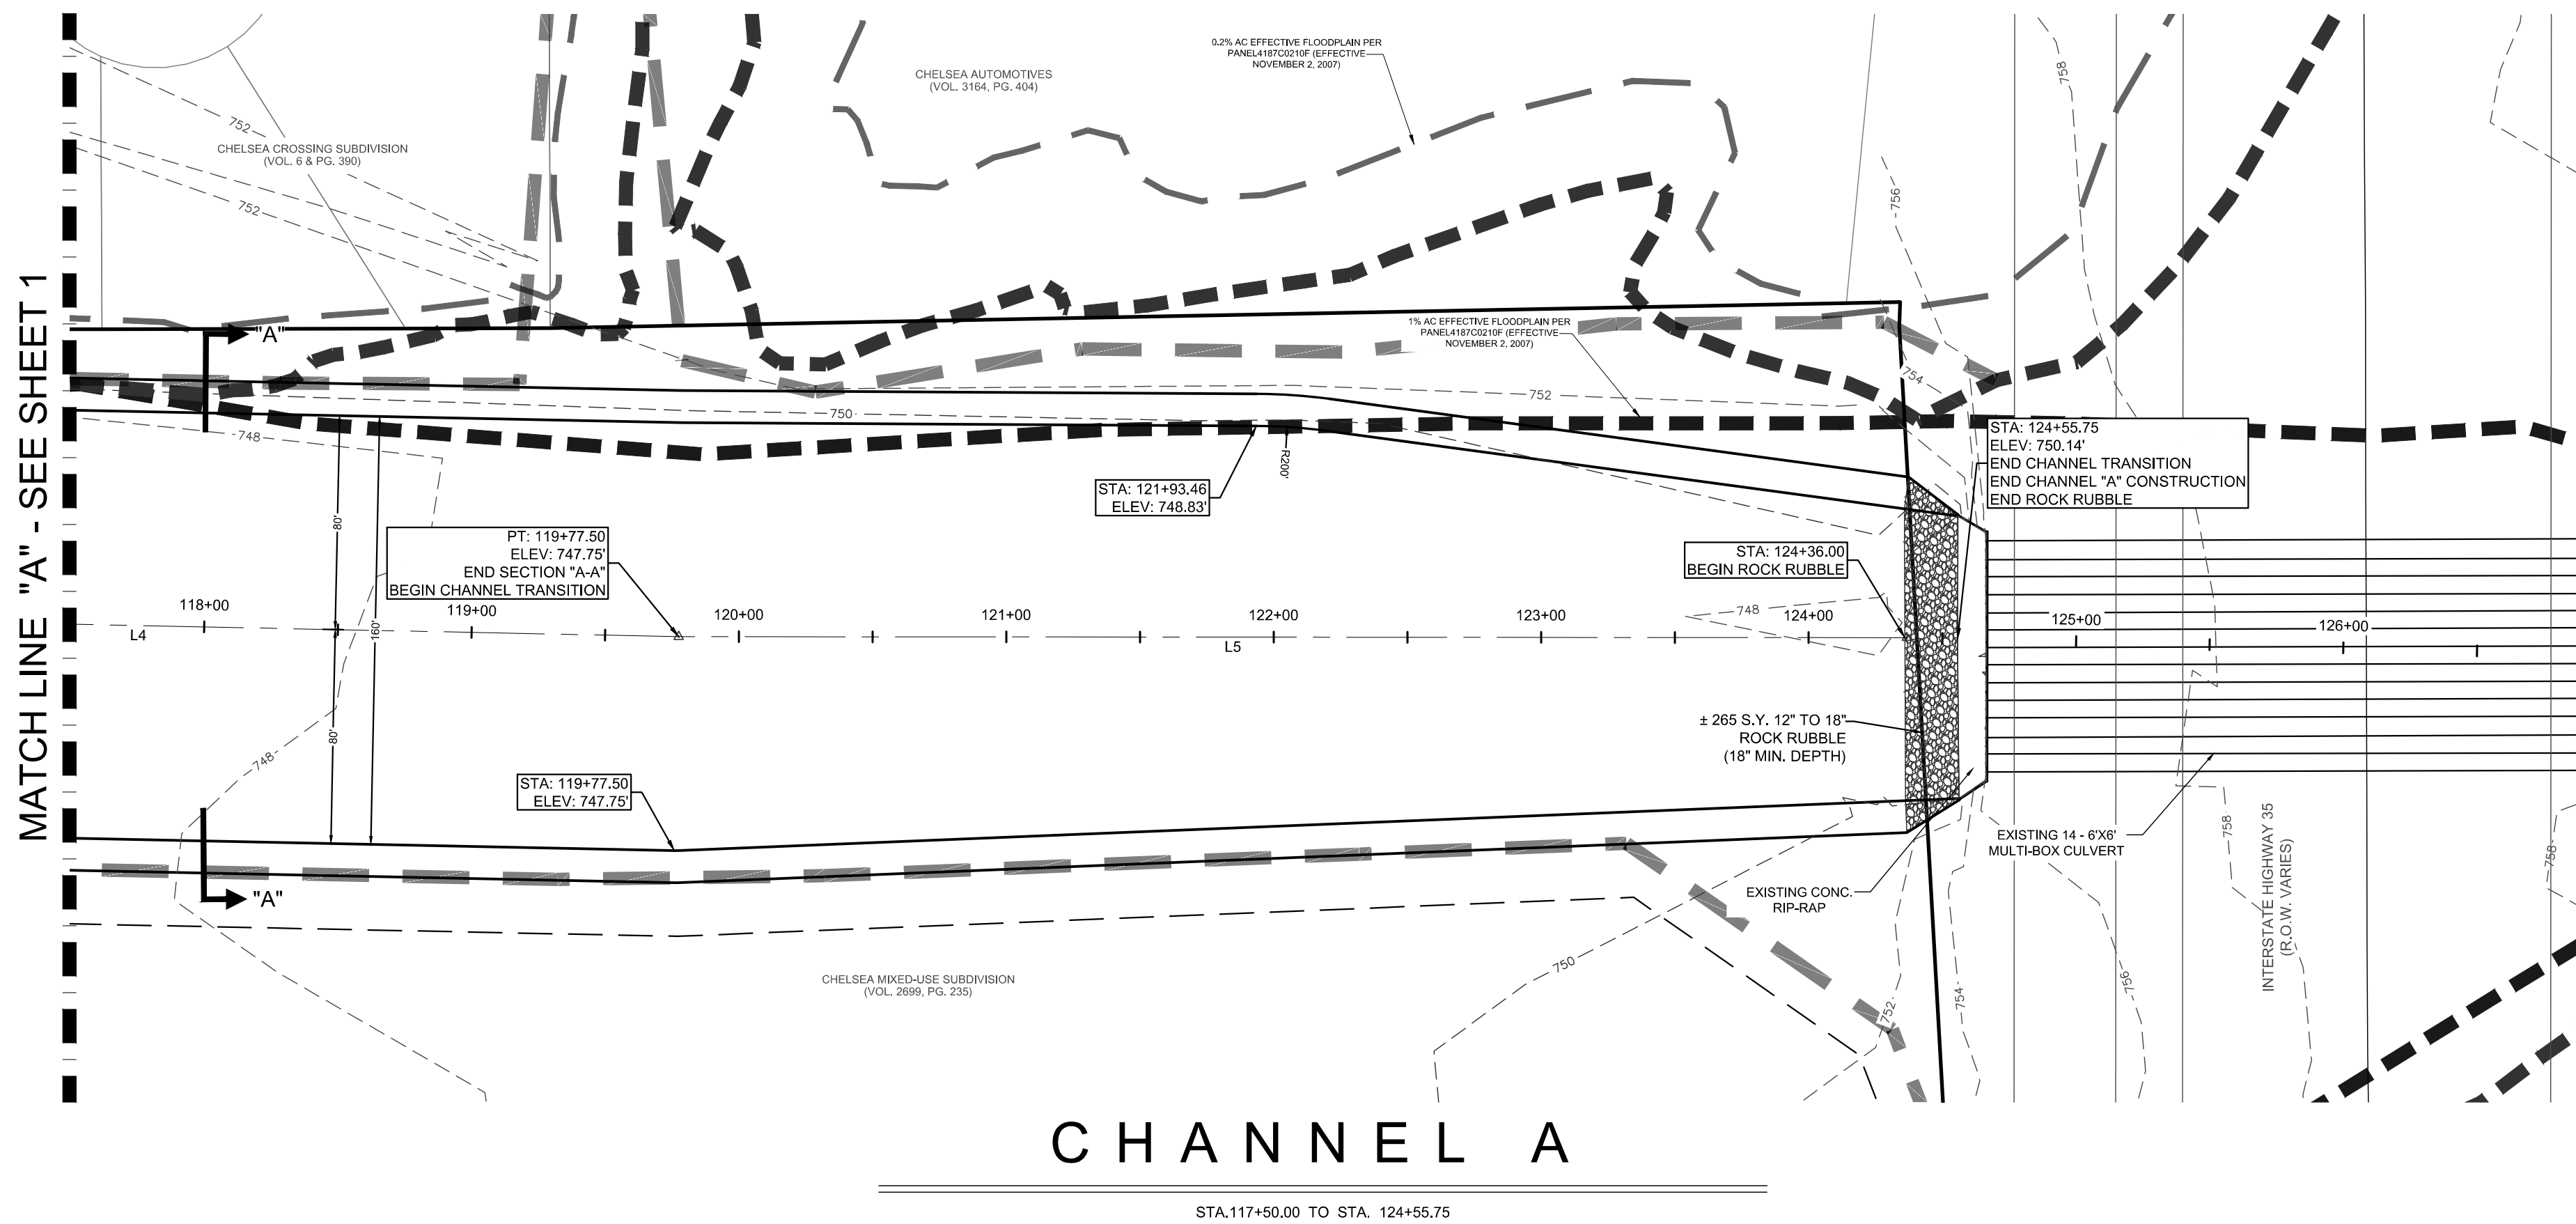 0.2% AC EFFECTIVE FLOODPLAIN PER
PANEL4187C0210F (EFFECTIVE
NOVEMBER 2, 2007)
CHELSEA AUTOMOTIVES
(VOL. 3164, PG. 404)
758
752
CHELSEA CROSSING SUBDIVISION
(VOL. 6 & PG. 390)
752
756
MATCH LINE "A" - SEE SHEET 1
"A"
1% AC EFFECTIVE FLOODPLAIN PER
PANEL4187C0210F (EFFECTIVE
NOVEMBER 2, 2007)
754
752
750
748
STA: 124+55.75
ELEV: 750.14'
END CHANNEL TRANSITION
END CHANNEL "A" CONSTRUCTION
END ROCK RUBBLE
R200'
STA: 121+93.46
ELEV: 748.83'
80'
PT: 119+77.50
ELEV: 747.75'
END SECTION "A-A"
BEGIN CHANNEL TRANSITION
STA: 124+36.00
BEGIN ROCK RUBBLE
118+00
119+00
120+00
121+00
122+00
123+00
124+00
125+00
126+00
748
L4
160'
L5
7
± 265 S.Y. 12" TO 18"
ROCK RUBBLE
(18" MIN. DEPTH)
80'
748
STA: 119+77.50
ELEV: 747.75'
EXISTING 14 - 6'X6'
MULTI-BOX CULVERT
758
758
INTERSTATE HIGHWAY 35
(R.O.W. VARIES)
"A"
EXISTING CONC.
RIP-RAP
750
752
754
756
CHELSEA MIXED-USE SUBDIVISION
(VOL. 2699, PG. 235)
CHANNEL A
STA.117+50.00 TO STA. 124+55.75